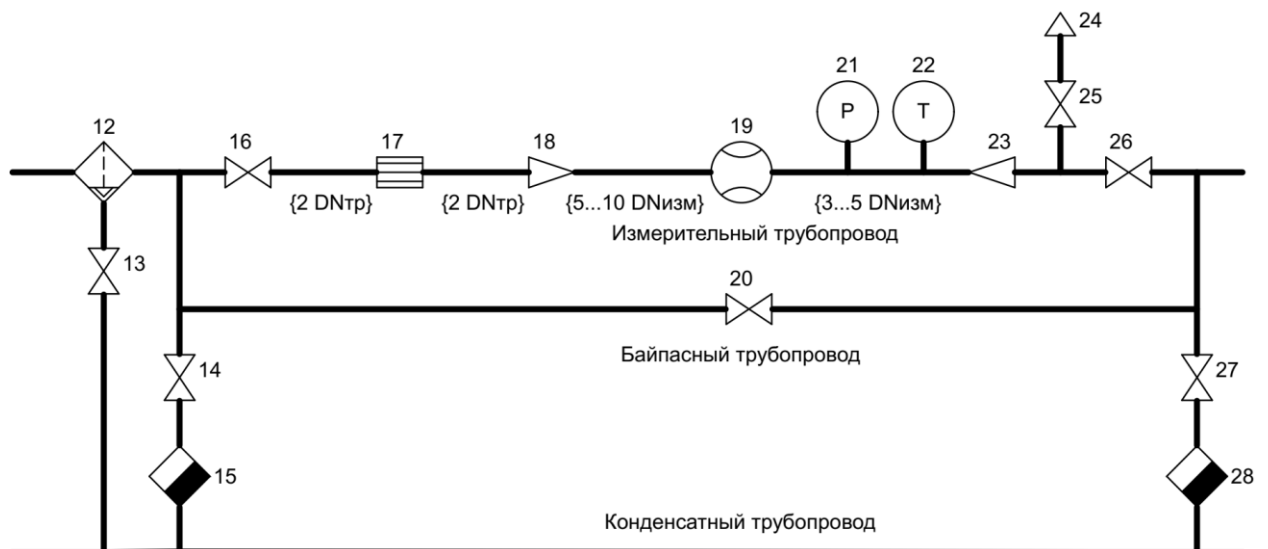 24
21 22
P T
25
12 16 17 18 19 23 26
{2 DNтр} {2 DNтр} {5...10 DNизм} {3...5 DNизм}
Измерительный трубопровод
13
20
Байпасный трубопровод
14 27
15 28
Конденсатный трубопровод